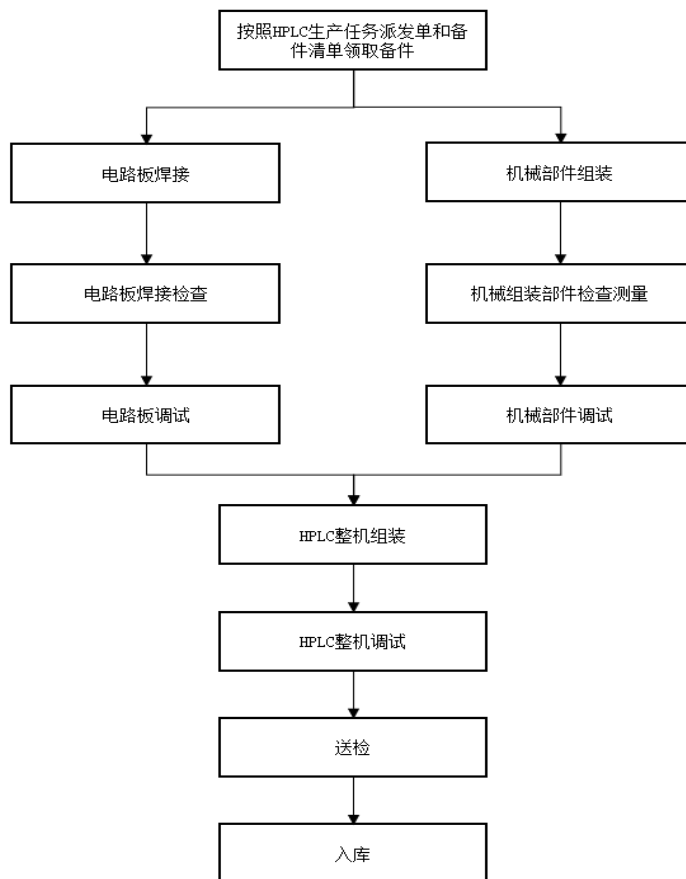 按照HPLC生产任务派发单和备
件清单领取备件
电路板焊接
机械部件组装
电路板焊接检查
机械组装部件检查测量
电路板调试
机械部件调试
HPLC整机组装
HPLC整机调试
送检
入库